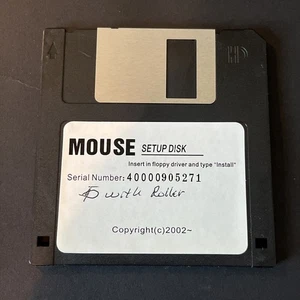 MOUSE SETUP DISK
Insert in floppy driver and type "Install"
Serial Number: 40000905271
with Roller
Copyright(c)2002~